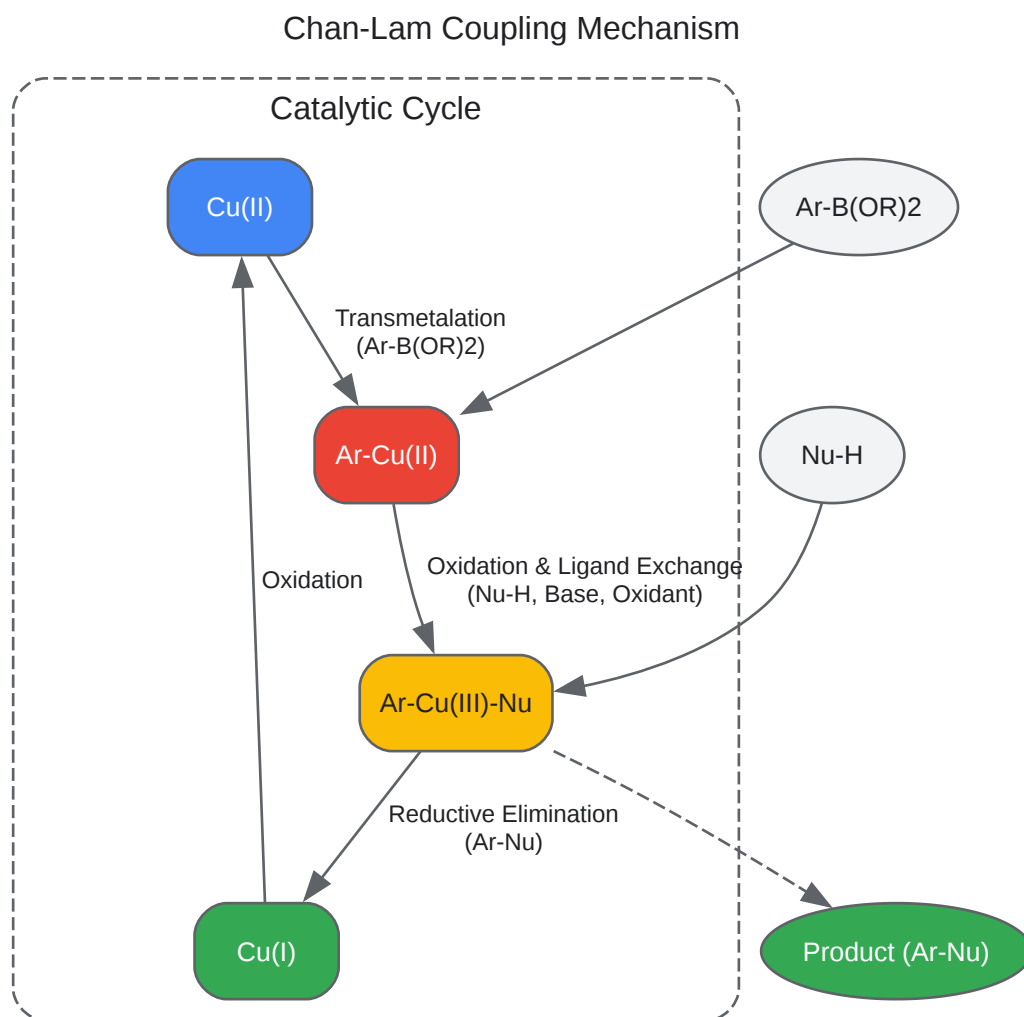 Chan-Lam Coupling Mechanism
Catalytic Cycle
Cu(II)
Ar-B(OR)2
Transmetalation
(Ar-B(OR)2)
Ar-Cu(II)
Nu-H
Oxidation & Ligand Exchange
(Nu-H, Base, Oxidant)
Oxidation
Ar-Cu(III)-Nu
Reductive Elimination
(Ar-Nu)
Cu(I)
Product (Ar-Nu)